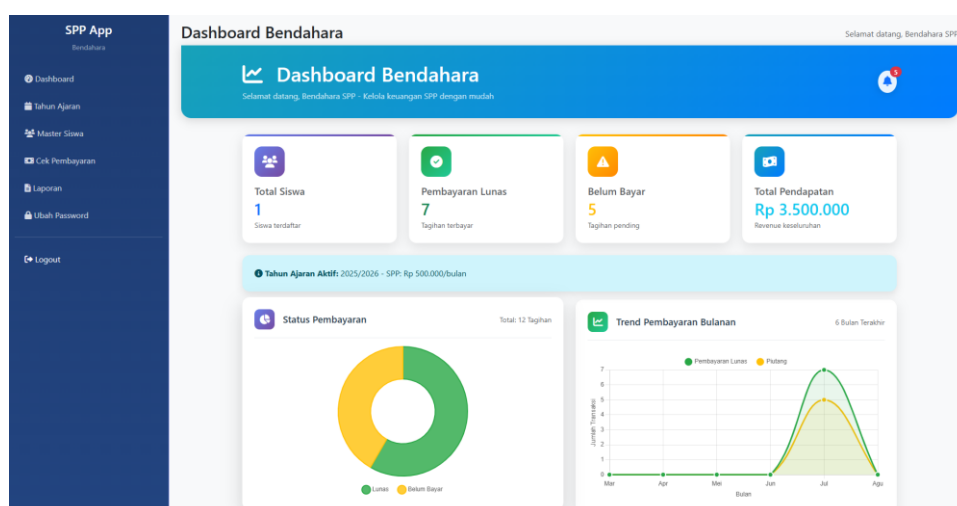 SPP App
Bendahara
Dashboard
Tahun Ajaran
Master Siswa
Cek Pembayaran
Laporan
Ubah Password
Logout
Dashboard Bendahara
Selamat datang, Bendahara SPP
Dashboard Bendahara
Selamat datang, Bendahara SPP - Kelola keuangan SPP dengan mudah
5
Total Siswa
1
Siswa terdaftar
Pembayaran Lunas
7
Tagihan terbayar
Belum Bayar
5
Tagihan pending
Total Pendapatan
Rp 3.500.000
Revenue keseluruhan
Tahun Ajaran Aktif: 2025/2026 - SPP: Rp 500.000/bulan
Status Pembayaran
Total: 12 Tagihan
Lunas Belum Bayar
Trend Pembayaran Bulanan
6 Bulan Terakhir
Pembayaran Lunas Piutang
Jumlah Transaksi
7
6
5
4
3
2
1
0
Mar Apr Mei Jun Jul Agu
Bulan